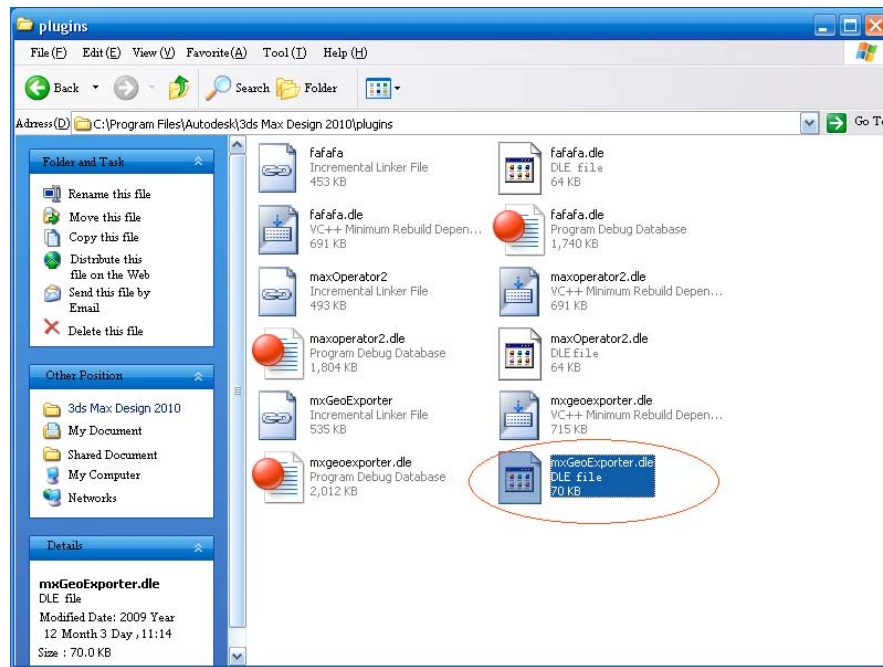 plugins
File (F) Edit (E) View (V) Favorite(A) Tool (T) Help (H)
Back Search Folder
Adrress(D) C:\Program Files\Autodesk\3ds Max Design 2010\plugins Go T
Folder and Task
Rename this file
Move this file
Copy this file
Distribute this
file on the Web
Send this file by
Email
Delete this file
Other Position
3ds Max Design 2010
My Document
Shared Document
My Computer
Networks
Details
mxGeoExporter.dle
DLE file
Modified Date: 2009 Year
12 Month 3 Day , 11:14
Size : 70.0 KB
fafafa
Incremental Linker File
453 KB
fafafa.dle
DLE file
64 KB
fafafa.dle
VC++ Minimum Rebuild Depen...
691 KB
fafafa.dle
Program Debug Database
1,740 KB
maxOperator2
Incremental Linker File
493 KB
maxoperator2.dle
VC++ Minimum Rebuild Depen...
691 KB
maxoperator2.dle
Program Debug Database
1,804 KB
maxOperator2.dle
DLE file
64 KB
mxGeoExporter
Incremental Linker File
535 KB
mxgeoexporter.dle
VC++ Minimum Rebuild Depen...
715 KB
mxgeoexporter.dle
Program Debug Database
2,012 KB
mxGeoExporter.dle
DLE file
70 KB